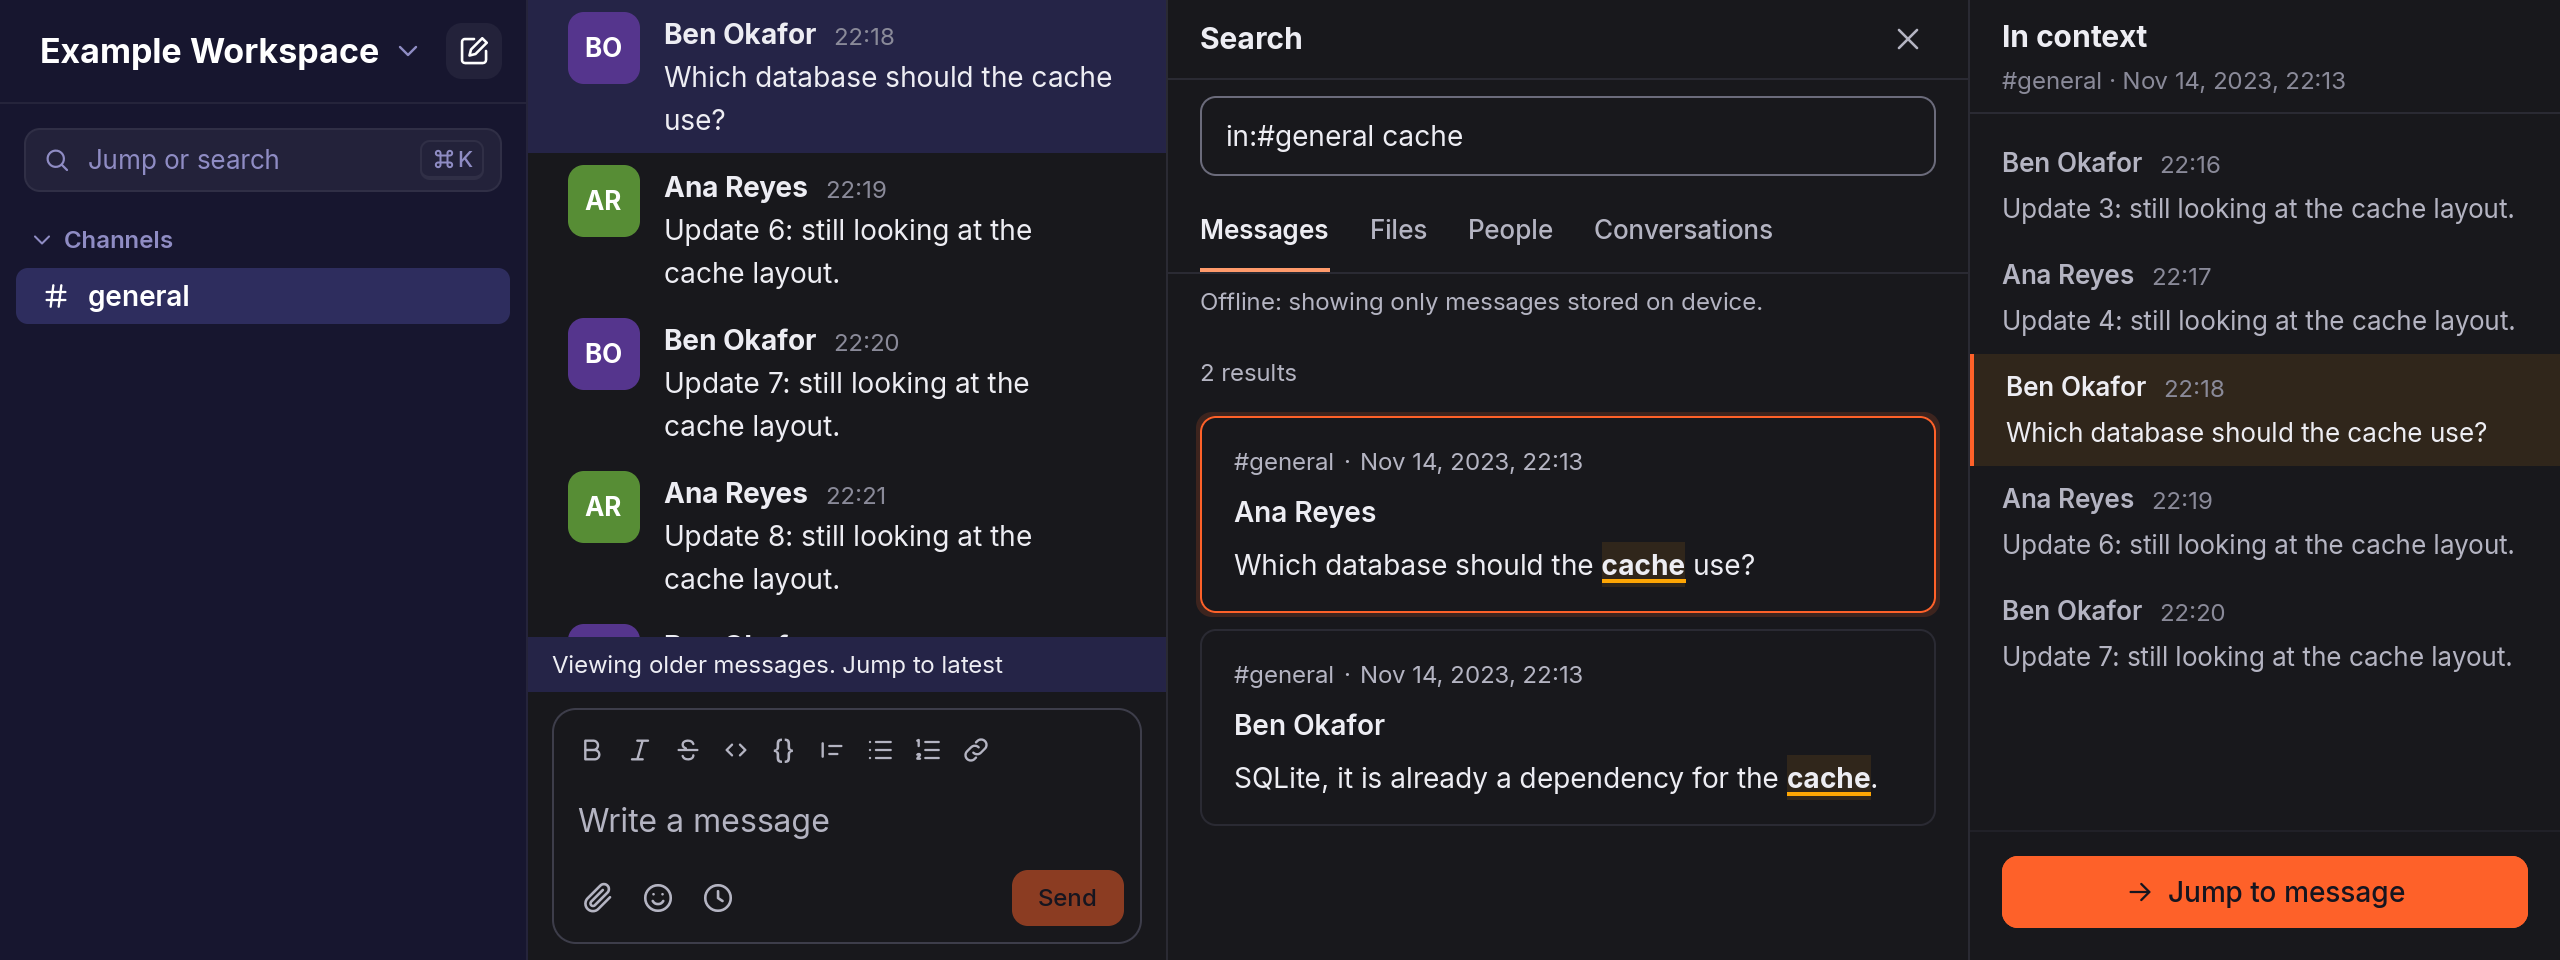 Example Workspace
Jump or search
⌘K
Channels
# general
BO
Ben Okafor 22:18
Which database should the cache
use?
AR
Ana Reyes 22:19
Update 6: still looking at the
cache layout.
BO
Ben Okafor 22:20
Update 7: still looking at the
cache layout.
AR
Ana Reyes 22:21
Update 8: still looking at the
cache layout.
Viewing older messages. Jump to latest
Write a message
Send
Search
in:#general cache
Messages Files People Conversations
Offline: showing only messages stored on device.
2 results
#general · Nov 14, 2023, 22:13
Ana Reyes
Which database should the cache use?
#general · Nov 14, 2023, 22:13
Ben Okafor
SQLite, it is already a dependency for the cache.
In context
#general · Nov 14, 2023, 22:13
Ben Okafor 22:16
Update 3: still looking at the cache layout.
Ana Reyes 22:17
Update 4: still looking at the cache layout.
Ben Okafor 22:18
Which database should the cache use?
Ana Reyes 22:19
Update 6: still looking at the cache layout.
Ben Okafor 22:20
Update 7: still looking at the cache layout.
→ Jump to message